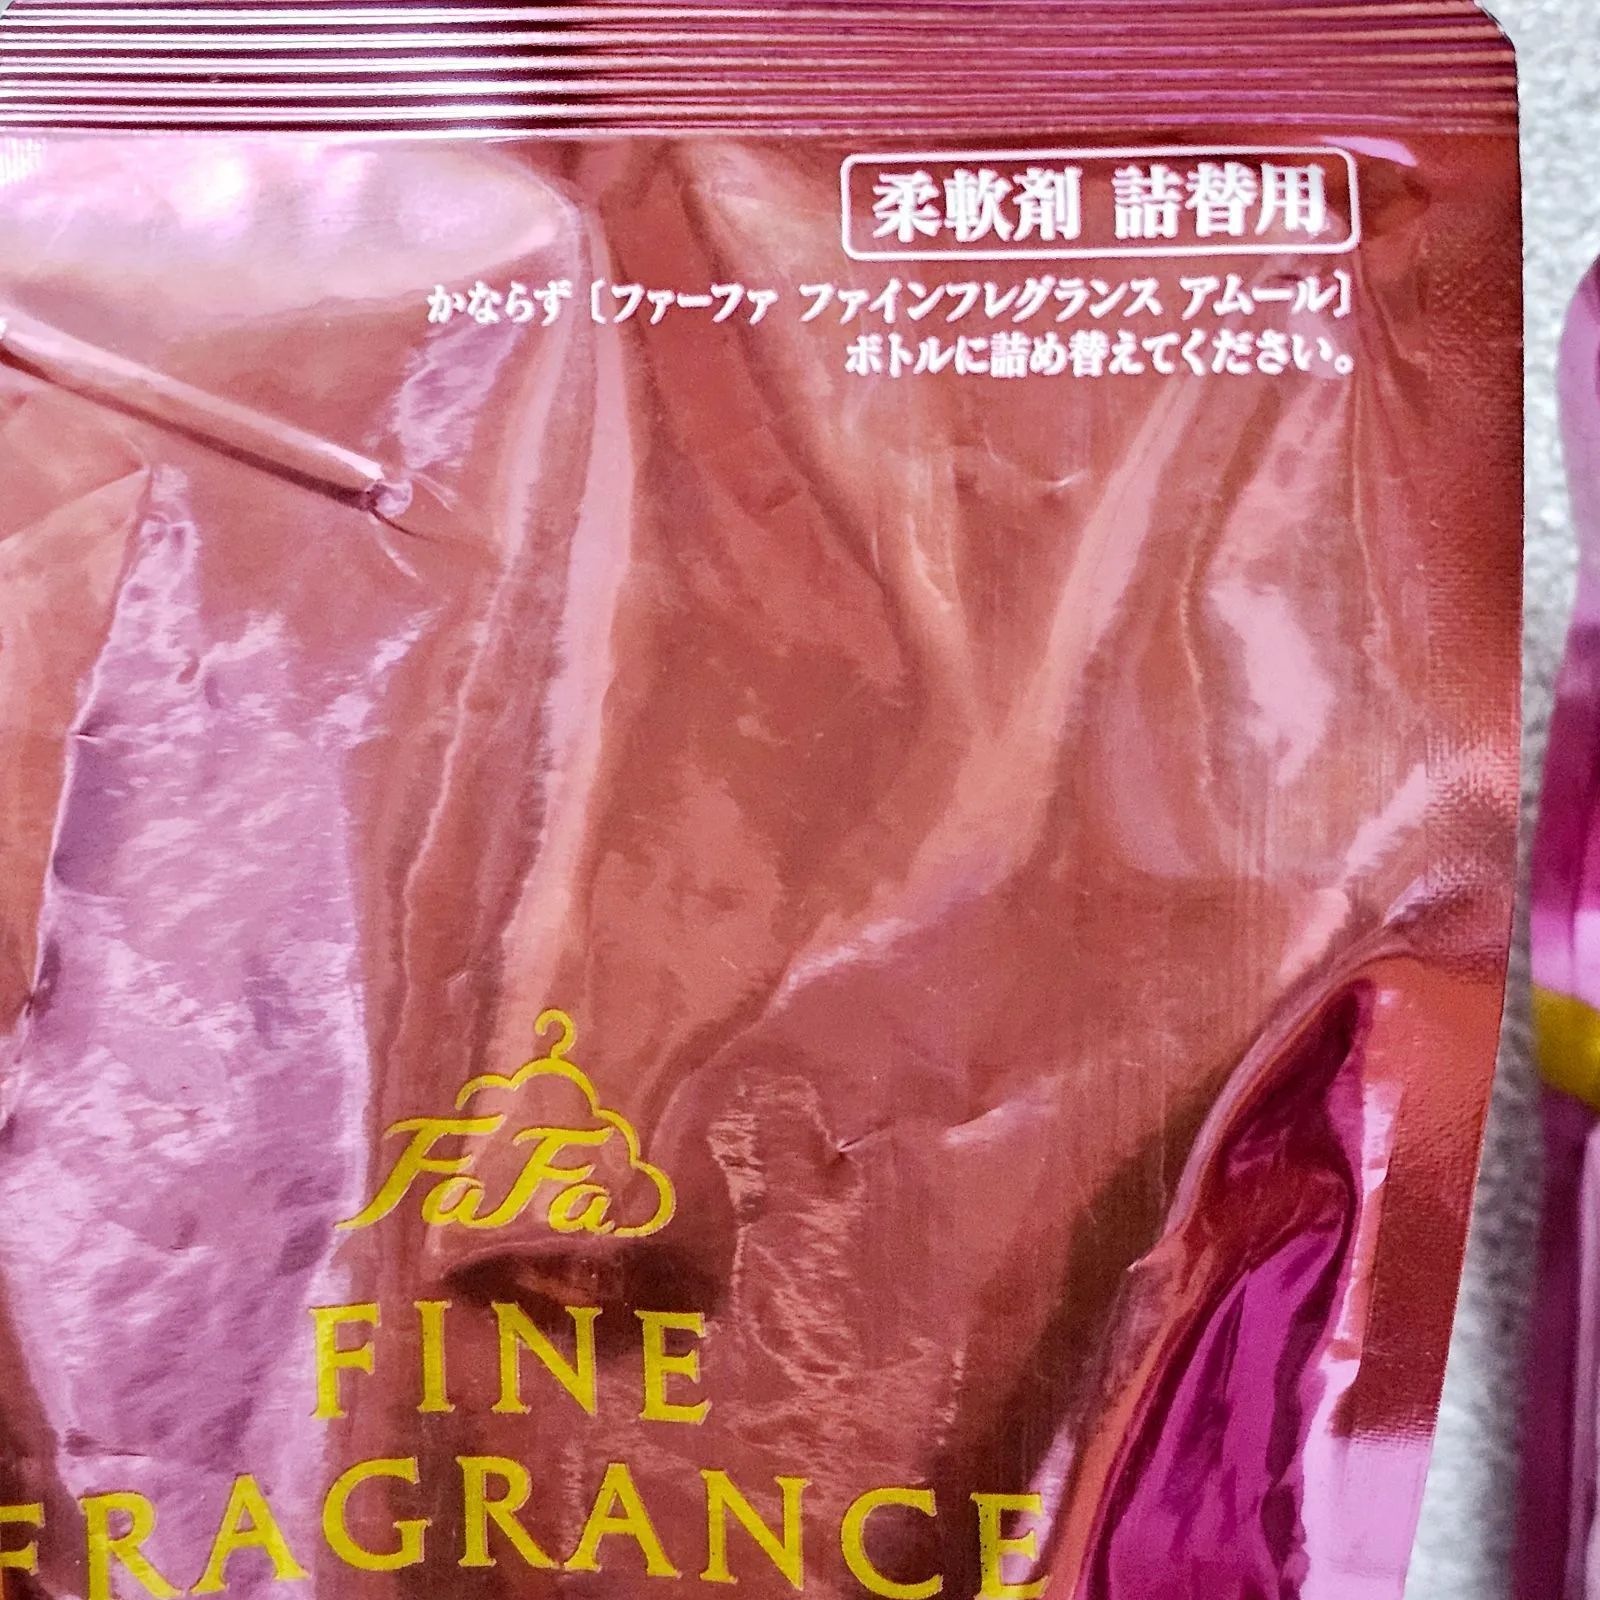 柔軟剤 詰替用
かならず〔ファーファ ファインフレグランス アムール〕
ボトルに詰め替えてください。
FaFa
FINE
FRAGRANCE